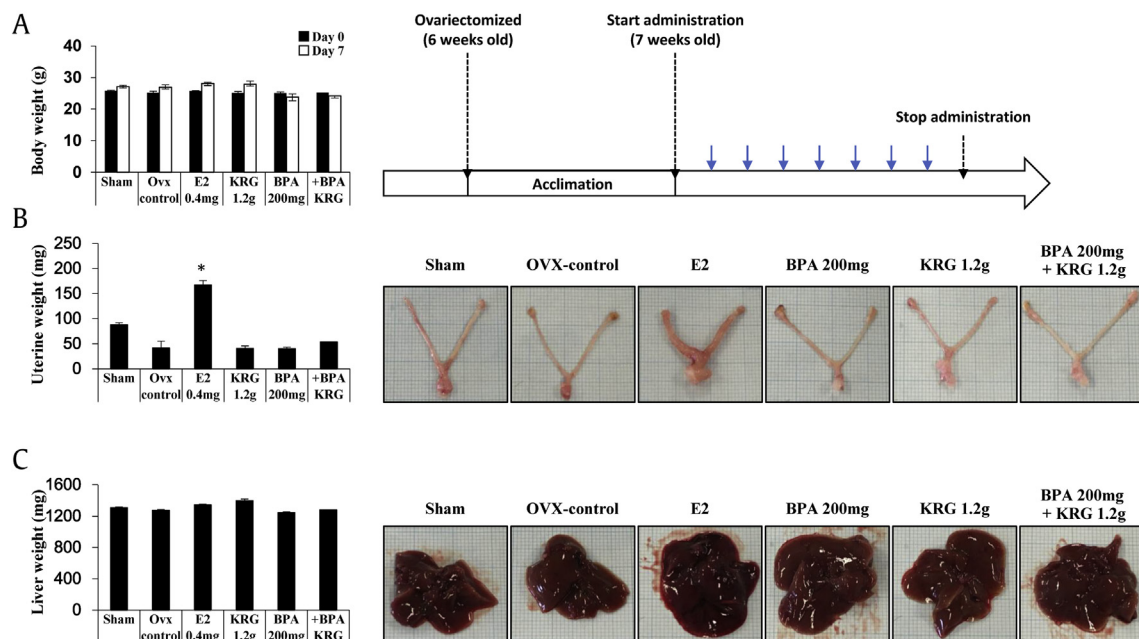 A
Day 0
Day 7
Body weight (g)
40
30
20
10
0
Sham
Ovx control
E2 0.4mg
KRG 1.2g
BPA 200mg
+BPA KRG
Ovariectomized
(6 weeks old)
Start administration
(7 weeks old)
Stop administration
Acclimation
B
Uterine weight (mg)
250
200
150
100
50
0
*
Sham
Ovx control
E2 0.4mg
KRG 1.2g
BPA 200mg
+BPA KRG
Sham
OVX-control
E2
BPA 200mg
KRG 1.2g
BPA 200mg
+ KRG 1.2g
C
Liver weight (mg)
1600
1200
800
400
0
Sham
Ovx control
E2 0.4mg
KRG 1.2g
BPA 200mg
+BPA KRG
Sham
OVX-control
E2
BPA 200mg
KRG 1.2g
BPA 200mg
+ KRG 1.2g